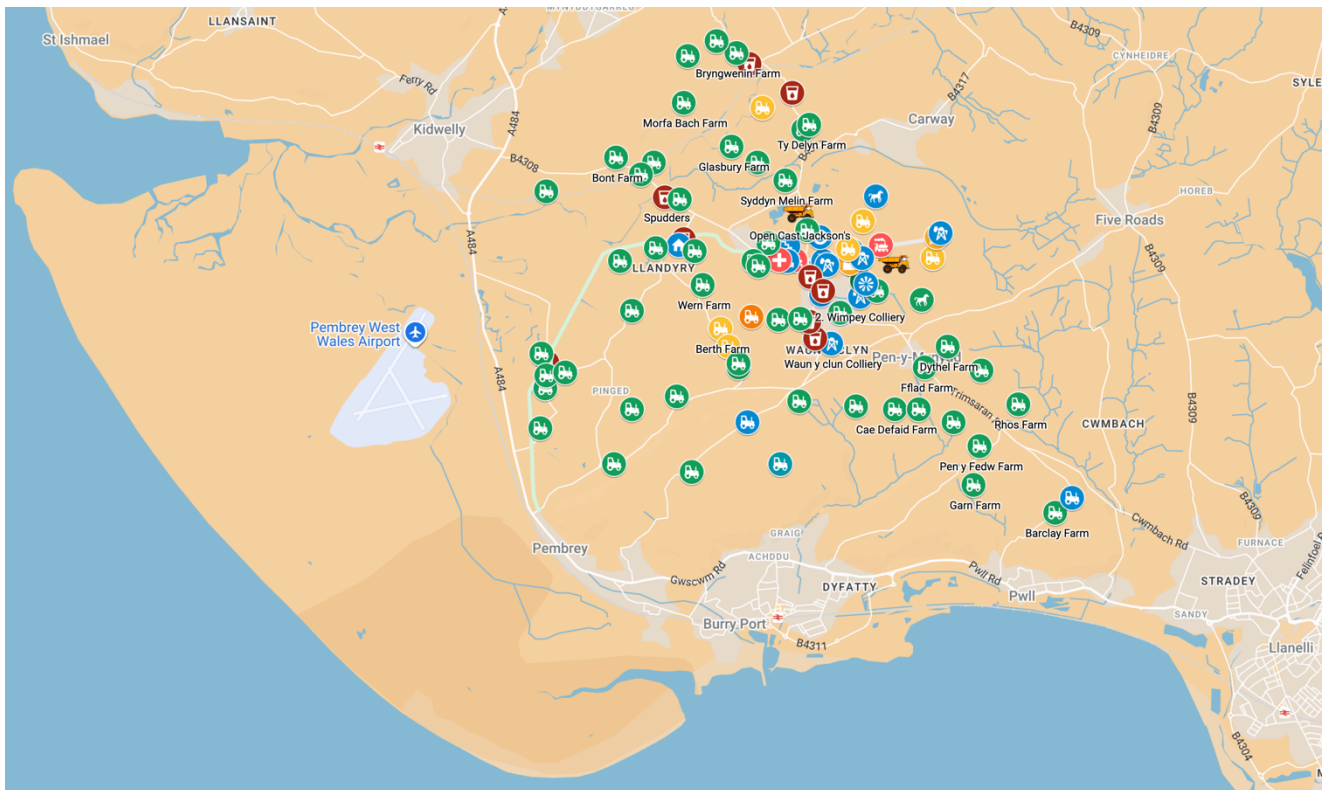 LLANSAINT
St Ishmael
Ferry Rd
Kidwelly
A484
A484
A484
A484
B4308
B4309
CYNHEIDRE
SYLE
B4317
B4309
Bryngwenin Farm
Morfa Bach Farm
Carway
Ty Delyn Farm
Glasbury Farm
Bont Farm
Syddyn Melin Farm
HOREB
Spudders
Five Roads
Open Cast Jackson's
LLANDYRY
B4309
Wern Farm
2. Wimpey Colliery
Pembrey West
Wales Airport
Berth Farm
Waun y clun Colliery
Dythel Farm
Fflad Farm
PINGED
Trimsaran
Rhos Farm
B4309
Cae Defaid Farm
CWMBACH
Pen y Fedw Farm
Garn Farm
B4309
Barclay Farm
Cwmbach Rd
GRAIG
Pembrey
ACHDDU
FURNACE
Gwscwm Rd
DYFATTY
Pwll Rd
Pwll
STRADEY
SANDY
Burry Port
B4311
Llanelli
B4304